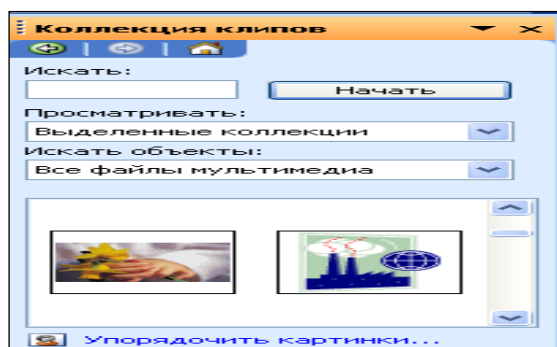 Коллекция клипов
Искать:
Начать
Просматривать:
Выделенные коллекции
Искать объекты:
Все файлы мультимедиа
Упорядочить картинки...